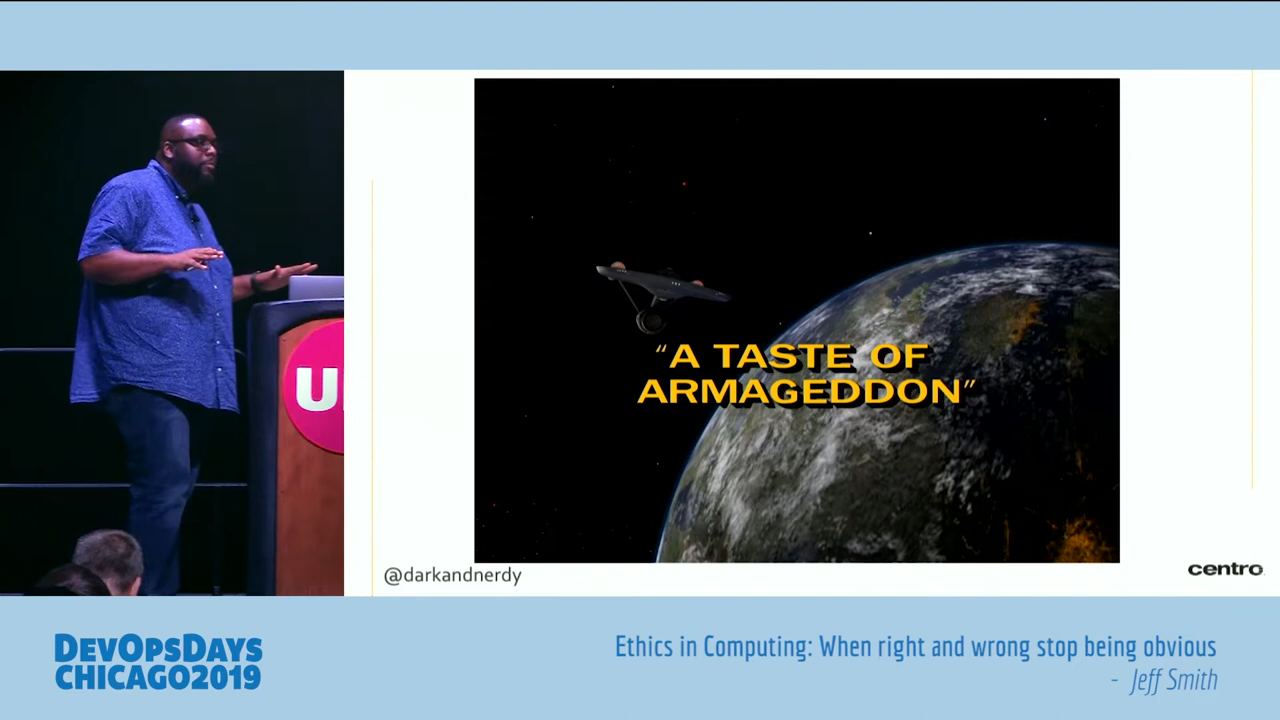 “A TASTE OF
ARMAGEDDON”
@darkandnerdy
centro
U
DEVOPSDAYS
CHICAGO2019
Ethics in Computing: When right and wrong stop being obvious
- Jeff Smith